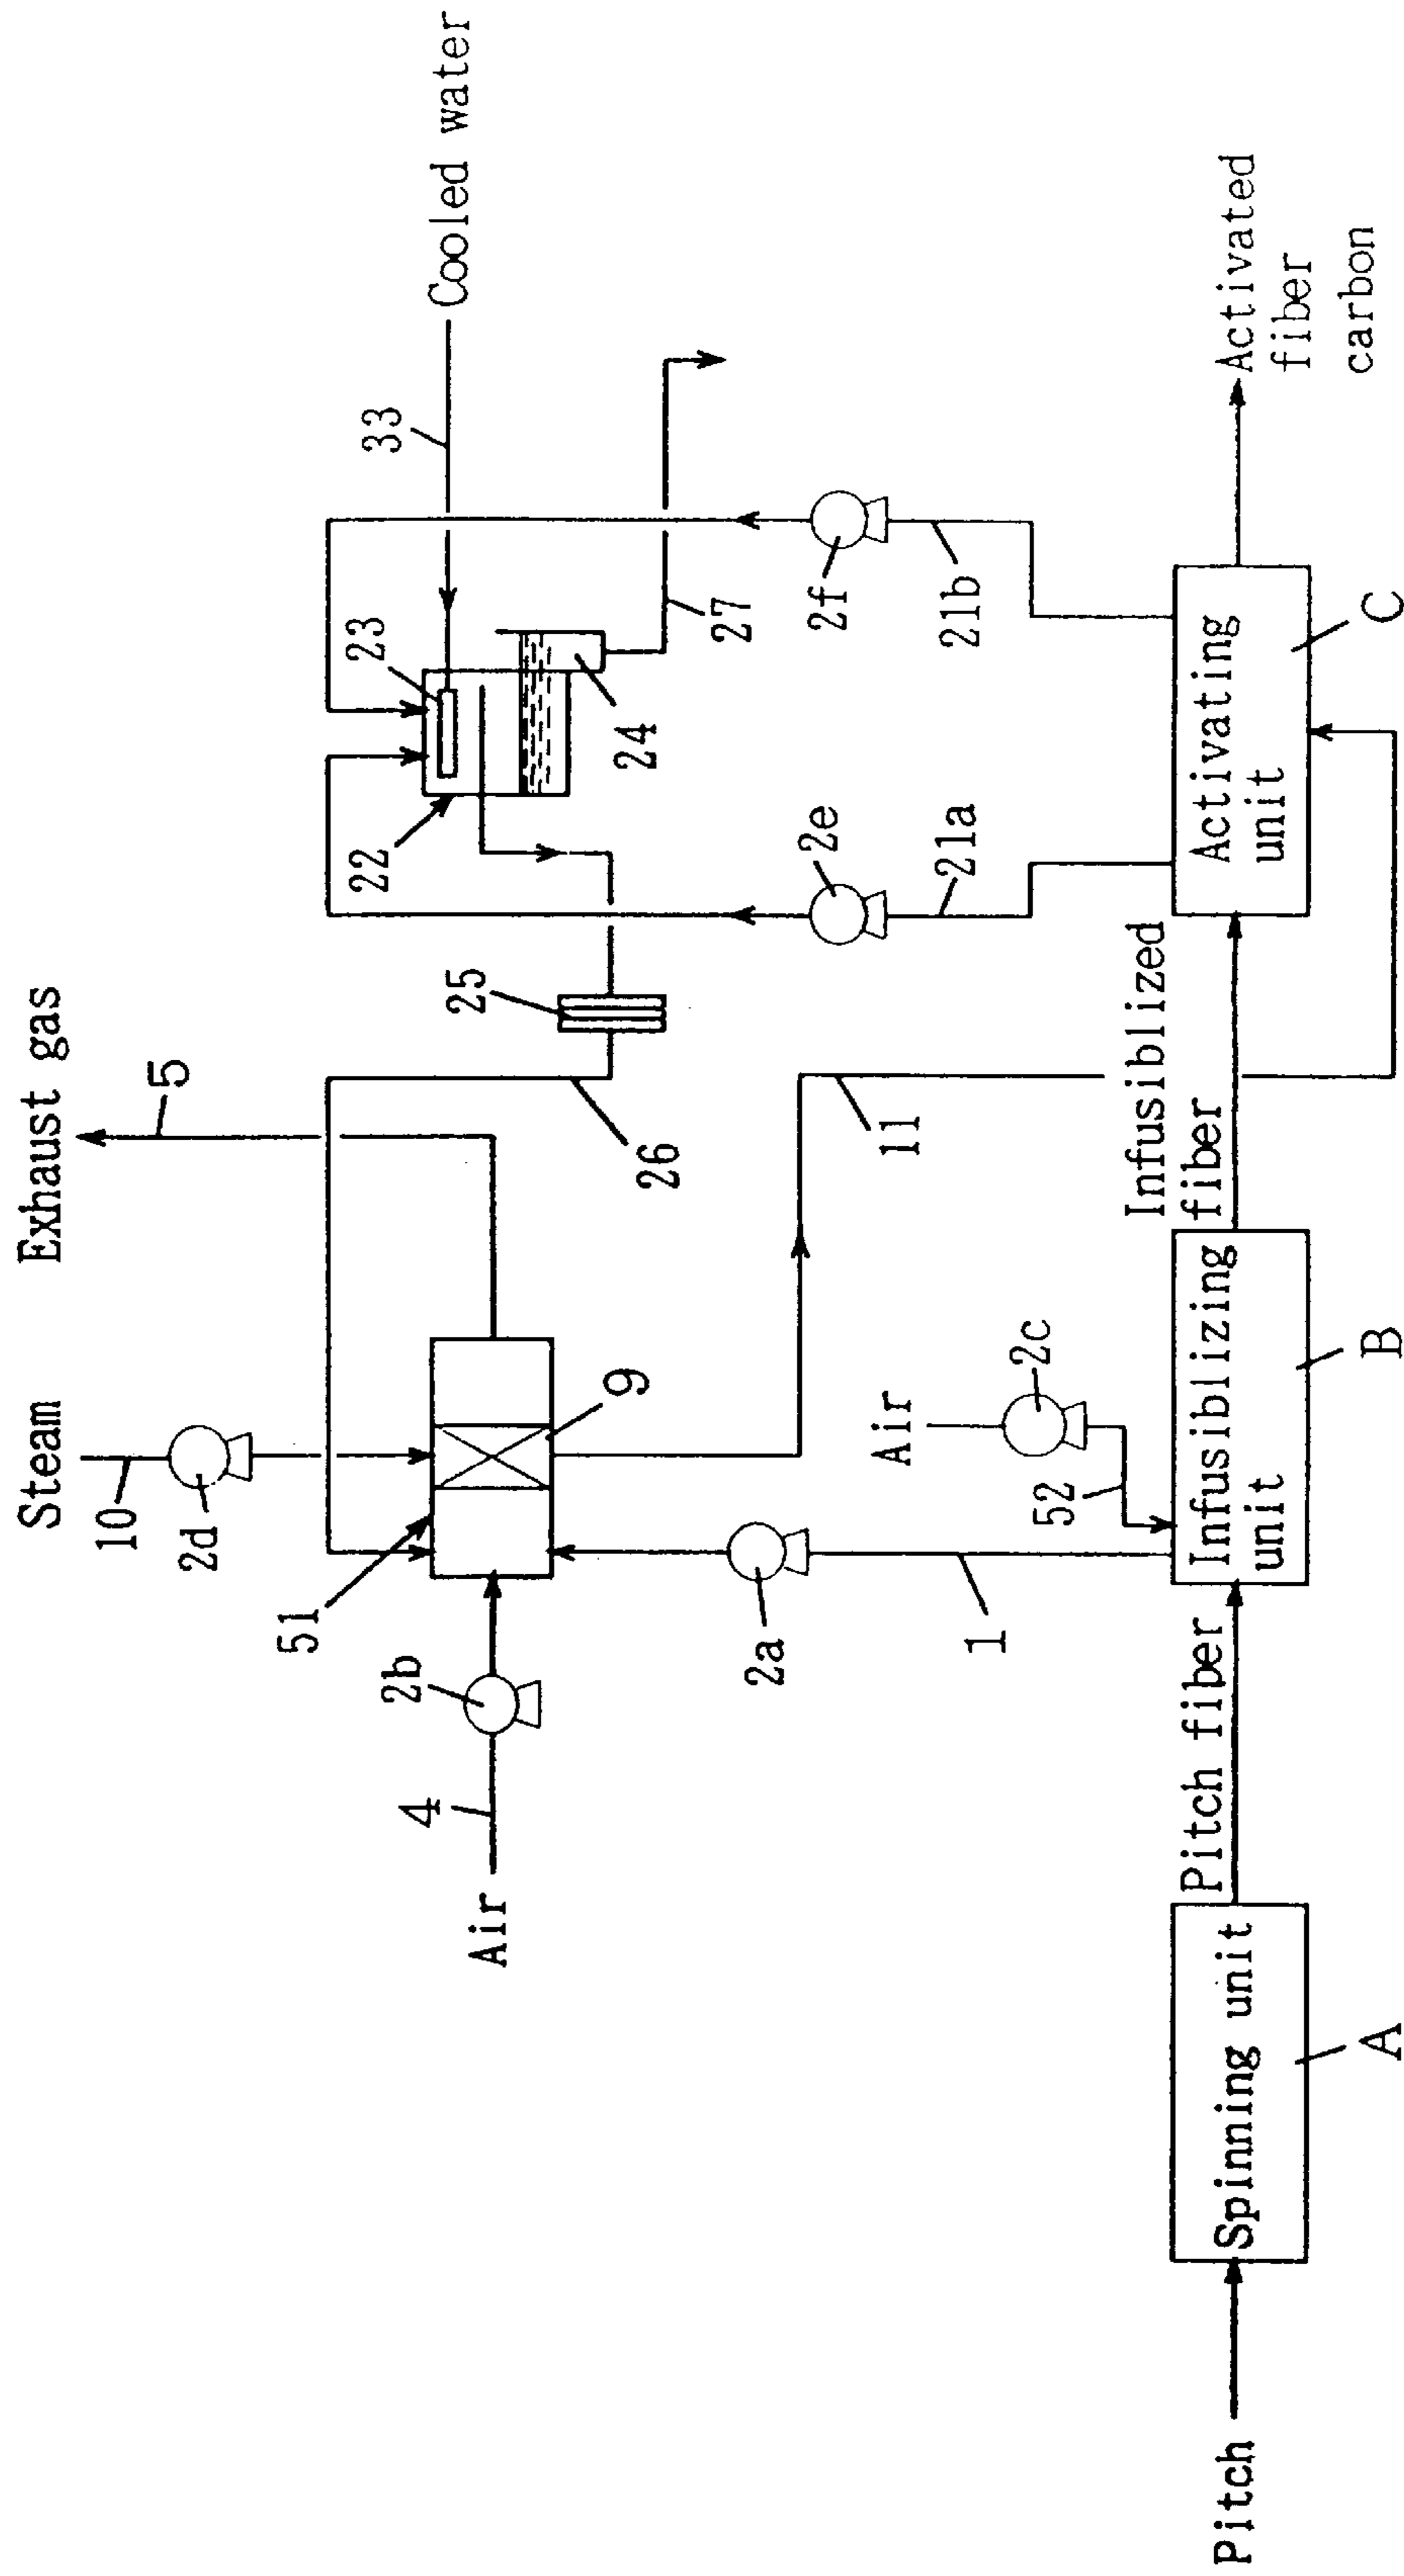 Steam
Exhaust gas
10
5
2d
Cooled water
51
22
23
33
2b
4
Air
9
26
25
24
27
2a
2e
2f
11
21a
21b
1
Air
52
2c
Pitch
Spinning unit
A
Pitch fiber
Infusiblizing
unit
B
Infusiblized
fiber
Activating
unit
C
Activated
fiber
carbon